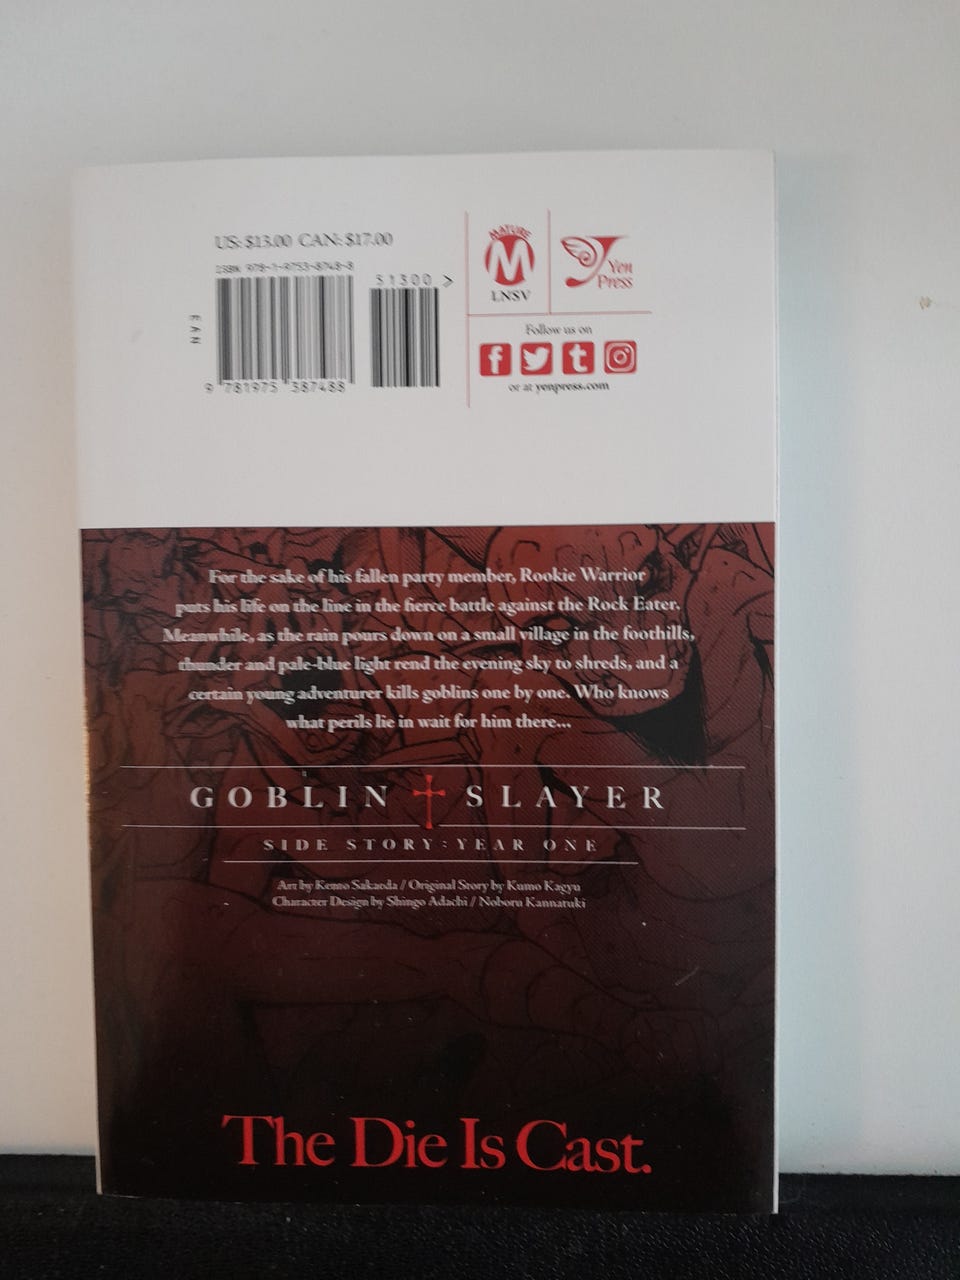 US: $13.00 CAN: $17.00
ISBN 978-1-9753-8748-8
51300 >
EAN
9 781975 387488
MATURE
M
LNSV
Yen
Press
Follow us on
or at yenpress.com
For the sake of his fallen party member, Rookie Warrior
puts his life on the line in the fierce battle against the Rock Eater.
Meanwhile, as the rain pours down on a small village in the foothills,
thunder and pale-blue light rend the evening sky to shreds, and a
certain young adventurer kills goblins one by one. Who knows
what perils lie in wait for him there...
GOBLIN SLAYER
SIDE STORY: YEAR ONE
Art by Kento Sakaeda / Original Story by Kumo Kagyu
Character Design by Shingo Adachi / Noboru Kannatuki
The Die Is Cast.